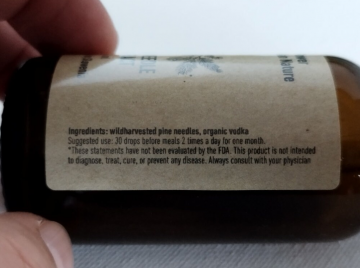 Nature
Ingredients: wildharvested pine needles, organic vodka
Suggested use: 30 drops before meals 2 times a day for one month.
*These statements have not been evaluated by the FDA. This product is not intended
to diagnose, treat, cure, or prevent any disease. Always consult with your physician